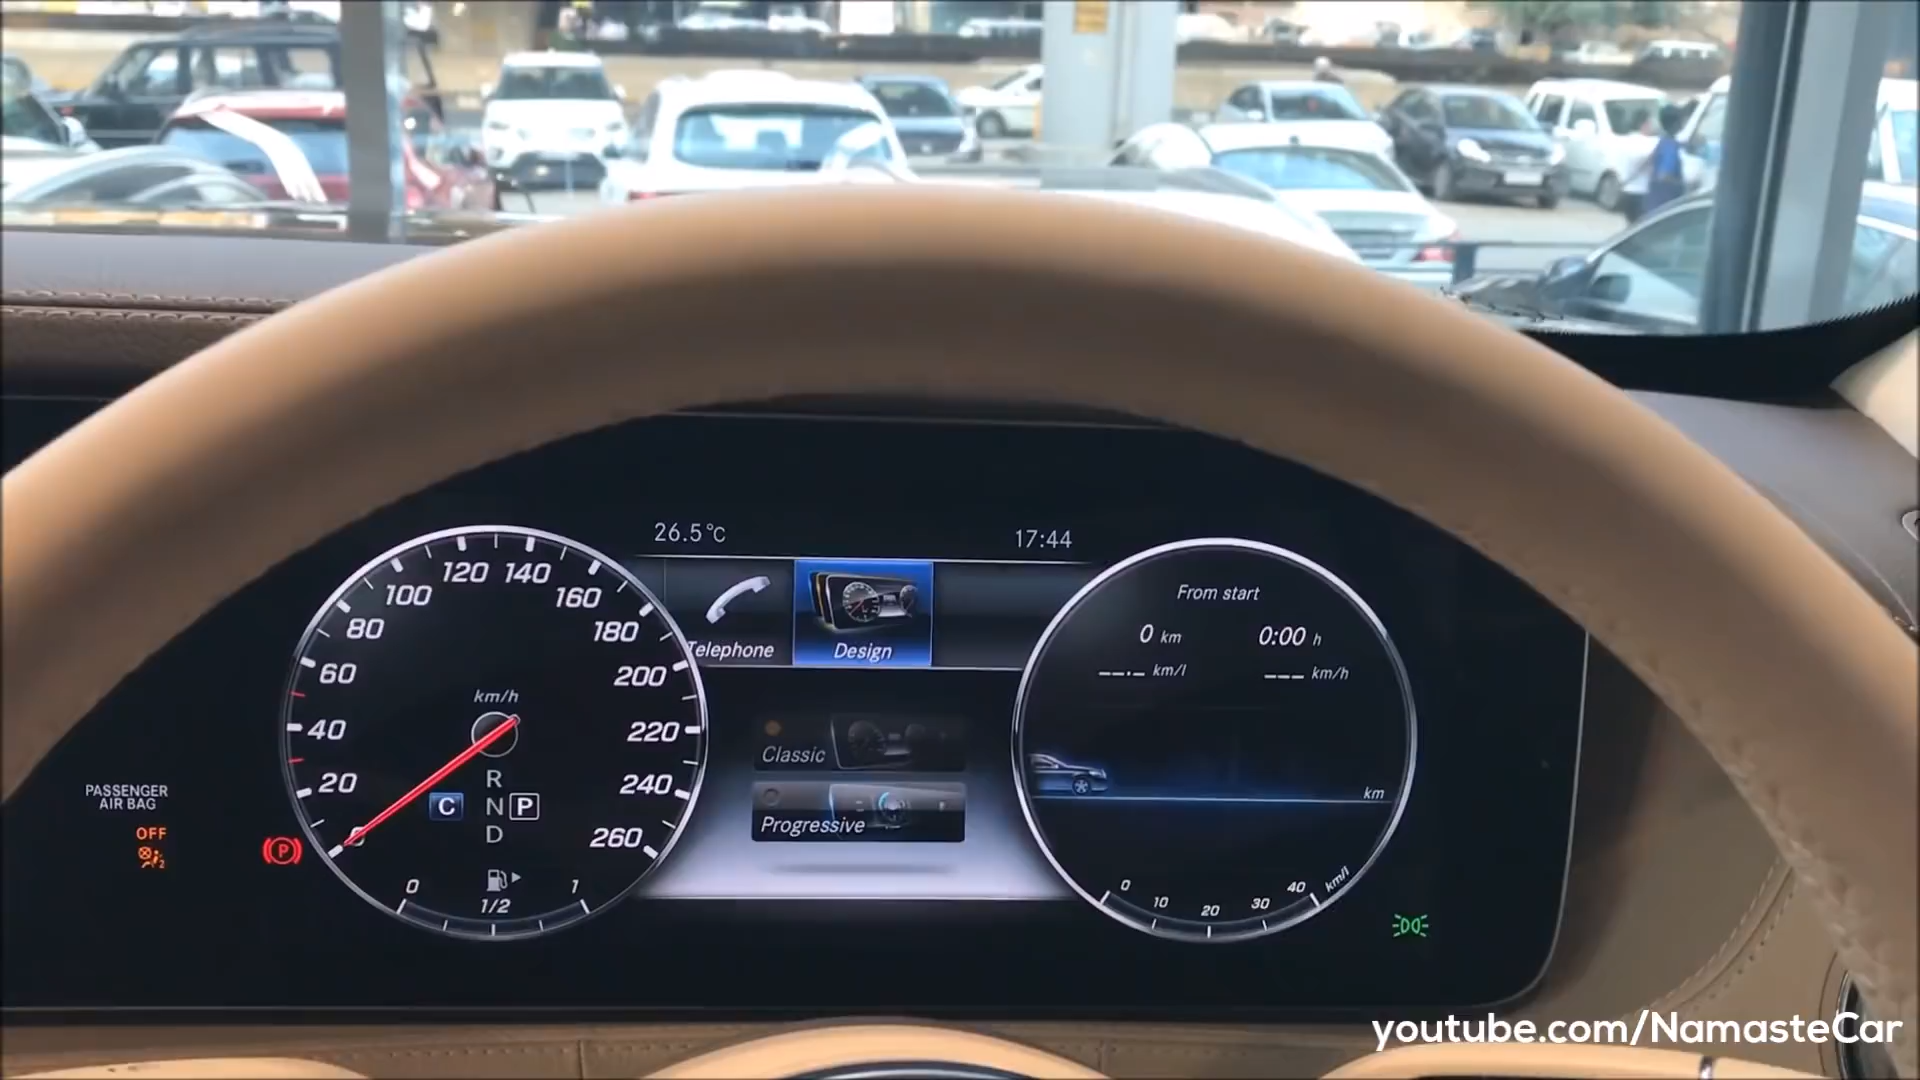 26.5°C
17:44
Telephone
Design
Classic
Progressive
km/h
0
20
40
60
80
100
120
140
160
180
200
220
240
260
R
N
D
C
P
0
1/2
1
From start
0 km
0:00 h
--.- km/l
--- km/h
km
0
10
20
30
40
km/l
PASSENGER
AIR BAG
OFF
2
P
youtube.com/NamasteCar